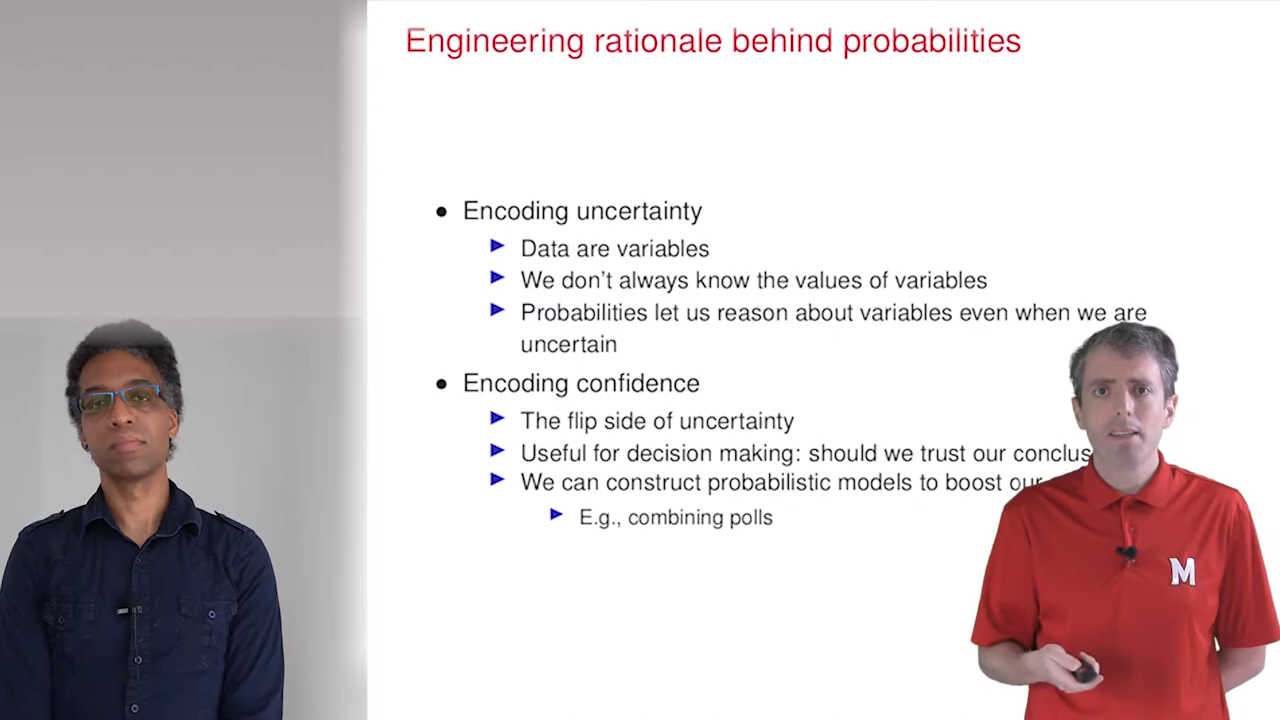 Engineering rationale behind probabilities
• Encoding uncertainty
▶ Data are variables
▶ We don't always know the values of variables
▶ Probabilities let us reason about variables even when we are
uncertain
• Encoding confidence
▶ The flip side of uncertainty
▶ Useful for decision making: should we trust our conclus
▶ We can construct probabilistic models to boost our
▶ E.g., combining polls
M